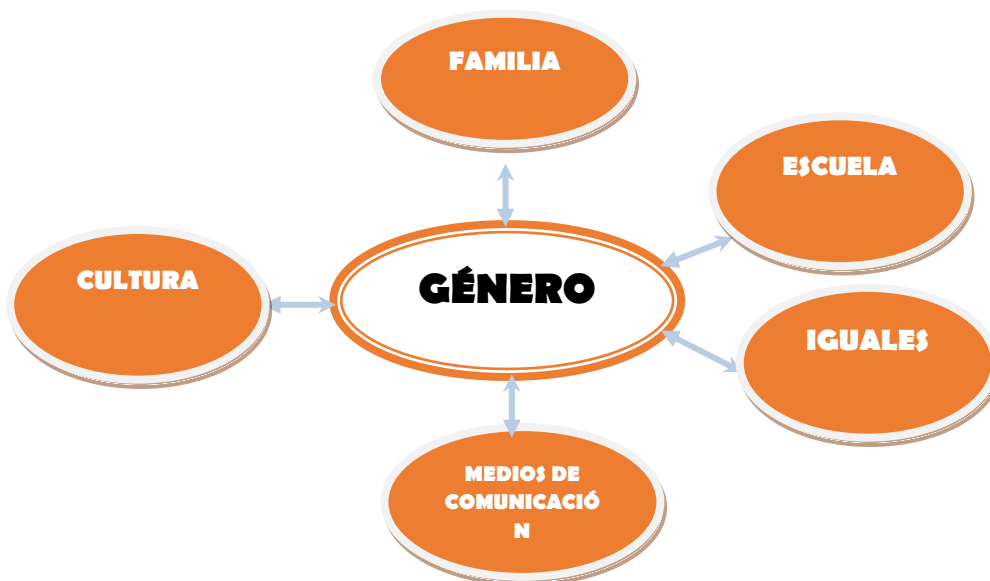 FAMILIA
ESCUELA
CULTURA
GÉNERO
IGUALES
MEDIOS DE
COMUNICACIÓ
N